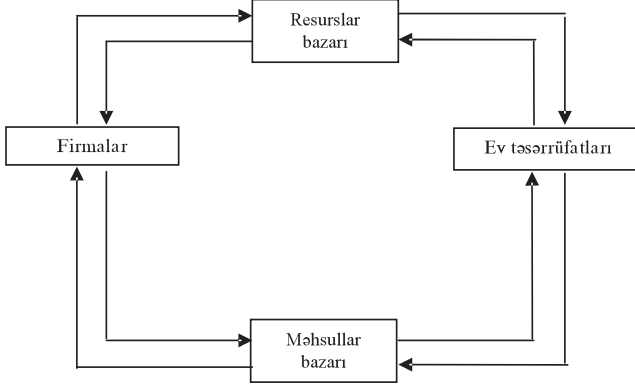 Resurslar
bazarı
Firmalar
Ev təsərrüfatları
Məhsullar
bazarı